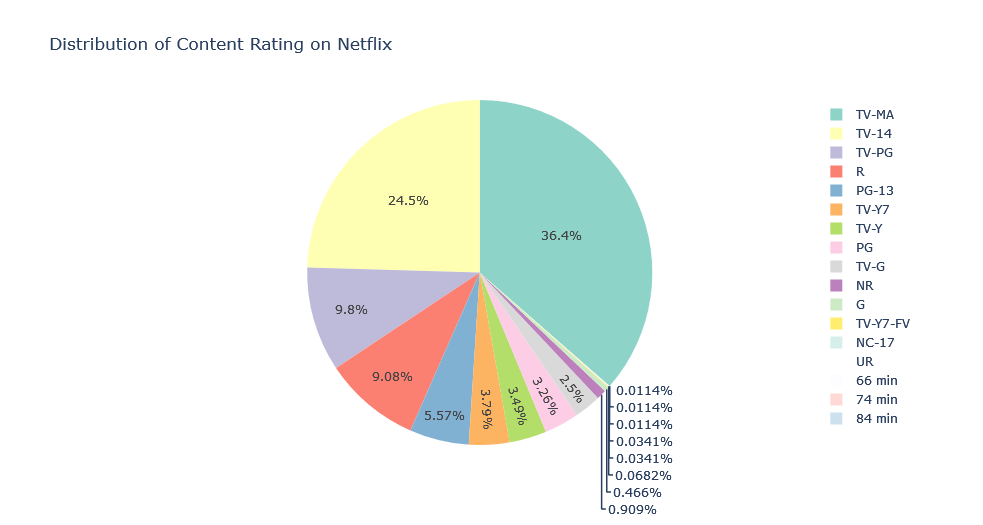 Distribution of Content Rating on Netflix
36.4%
24.5%
9.8%
9.08%
5.57%
3.79%
3.49%
3.26%
2.5%
0.0114%
0.0114%
0.0114%
0.0341%
0.0341%
0.0682%
0.466%
0.909%
TV-MA
TV-14
TV-PG
R
PG-13
TV-Y7
TV-Y
PG
TV-G
NR
G
TV-Y7-FV
NC-17
UR
66 min
74 min
84 min